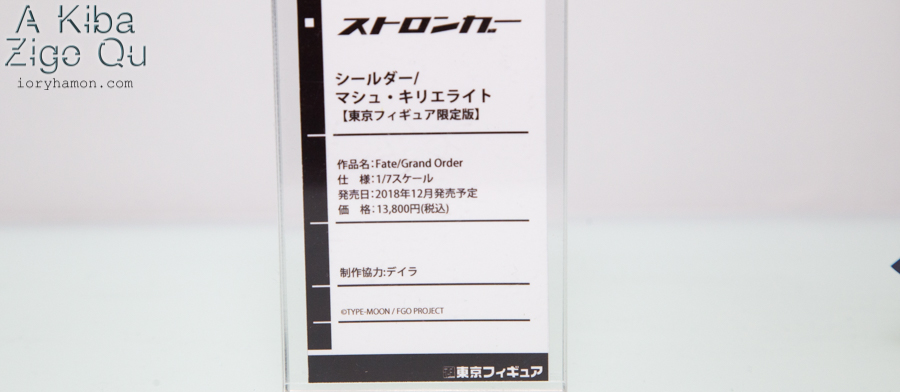 A Kiba
Zigo Qu
ioryhamon.com
ストロンガー
シールダー/
マシュ・キリエライト
【東京フィギュア限定版】
作品名：Fate/Grand Order
仕　様：1/7スケール
発売日：2018年12月発売予定
価　格：13,800円(税込)
制作協力:デイラ
©TYPE-MOON / FGO PROJECT
東京フィギュア